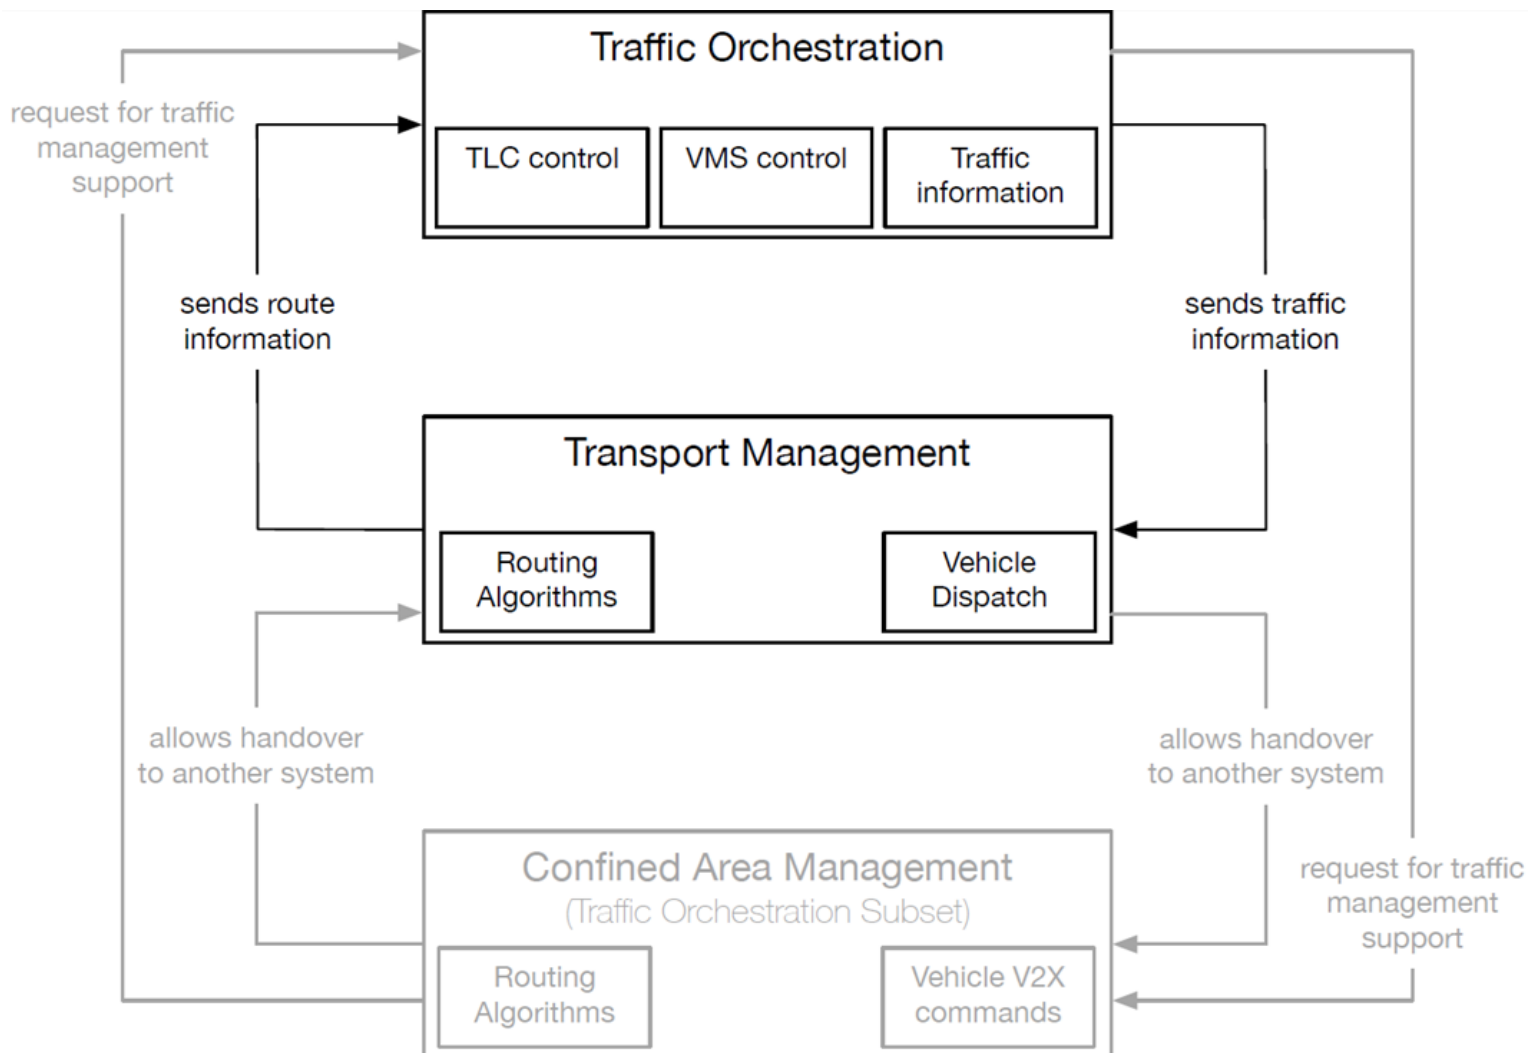 Traffic Orchestration
request for traffic
management
support
TLC control
VMS control
Traffic
information
sends route
information
sends traffic
information
Transport Management
Routing
Algorithms
Vehicle
Dispatch
allows handover
to another system
allows handover
to another system
Confined Area Management
(Traffic Orchestration Subset)
request for traffic
management
support
Routing
Algorithms
Vehicle V2X
commands